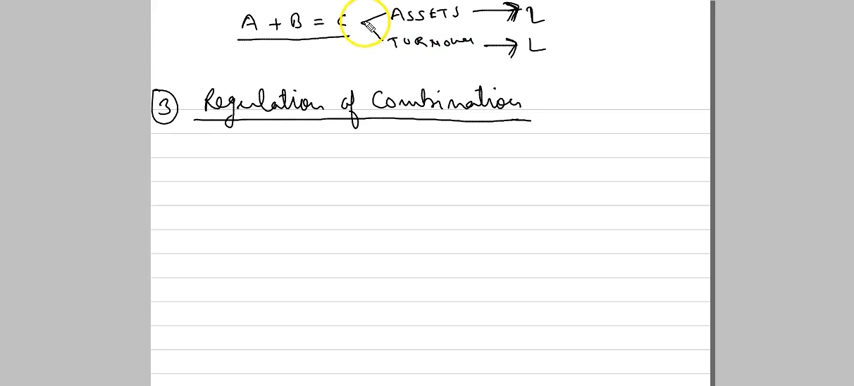 A + B = C
ASSETS → L
TURNOVER → L
③ Regulation of Combination